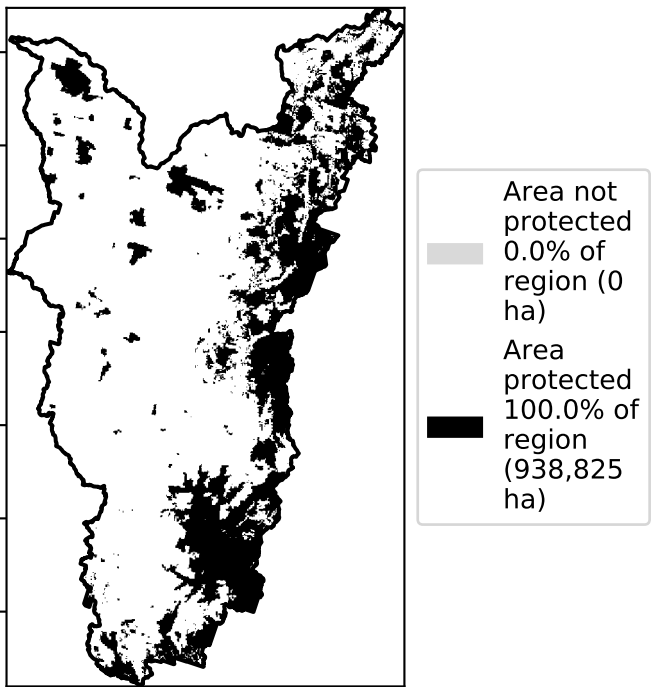 Area not
protected
0.0% of
region (0
ha)
Area
protected
100.0% of
region
(938,825
ha)